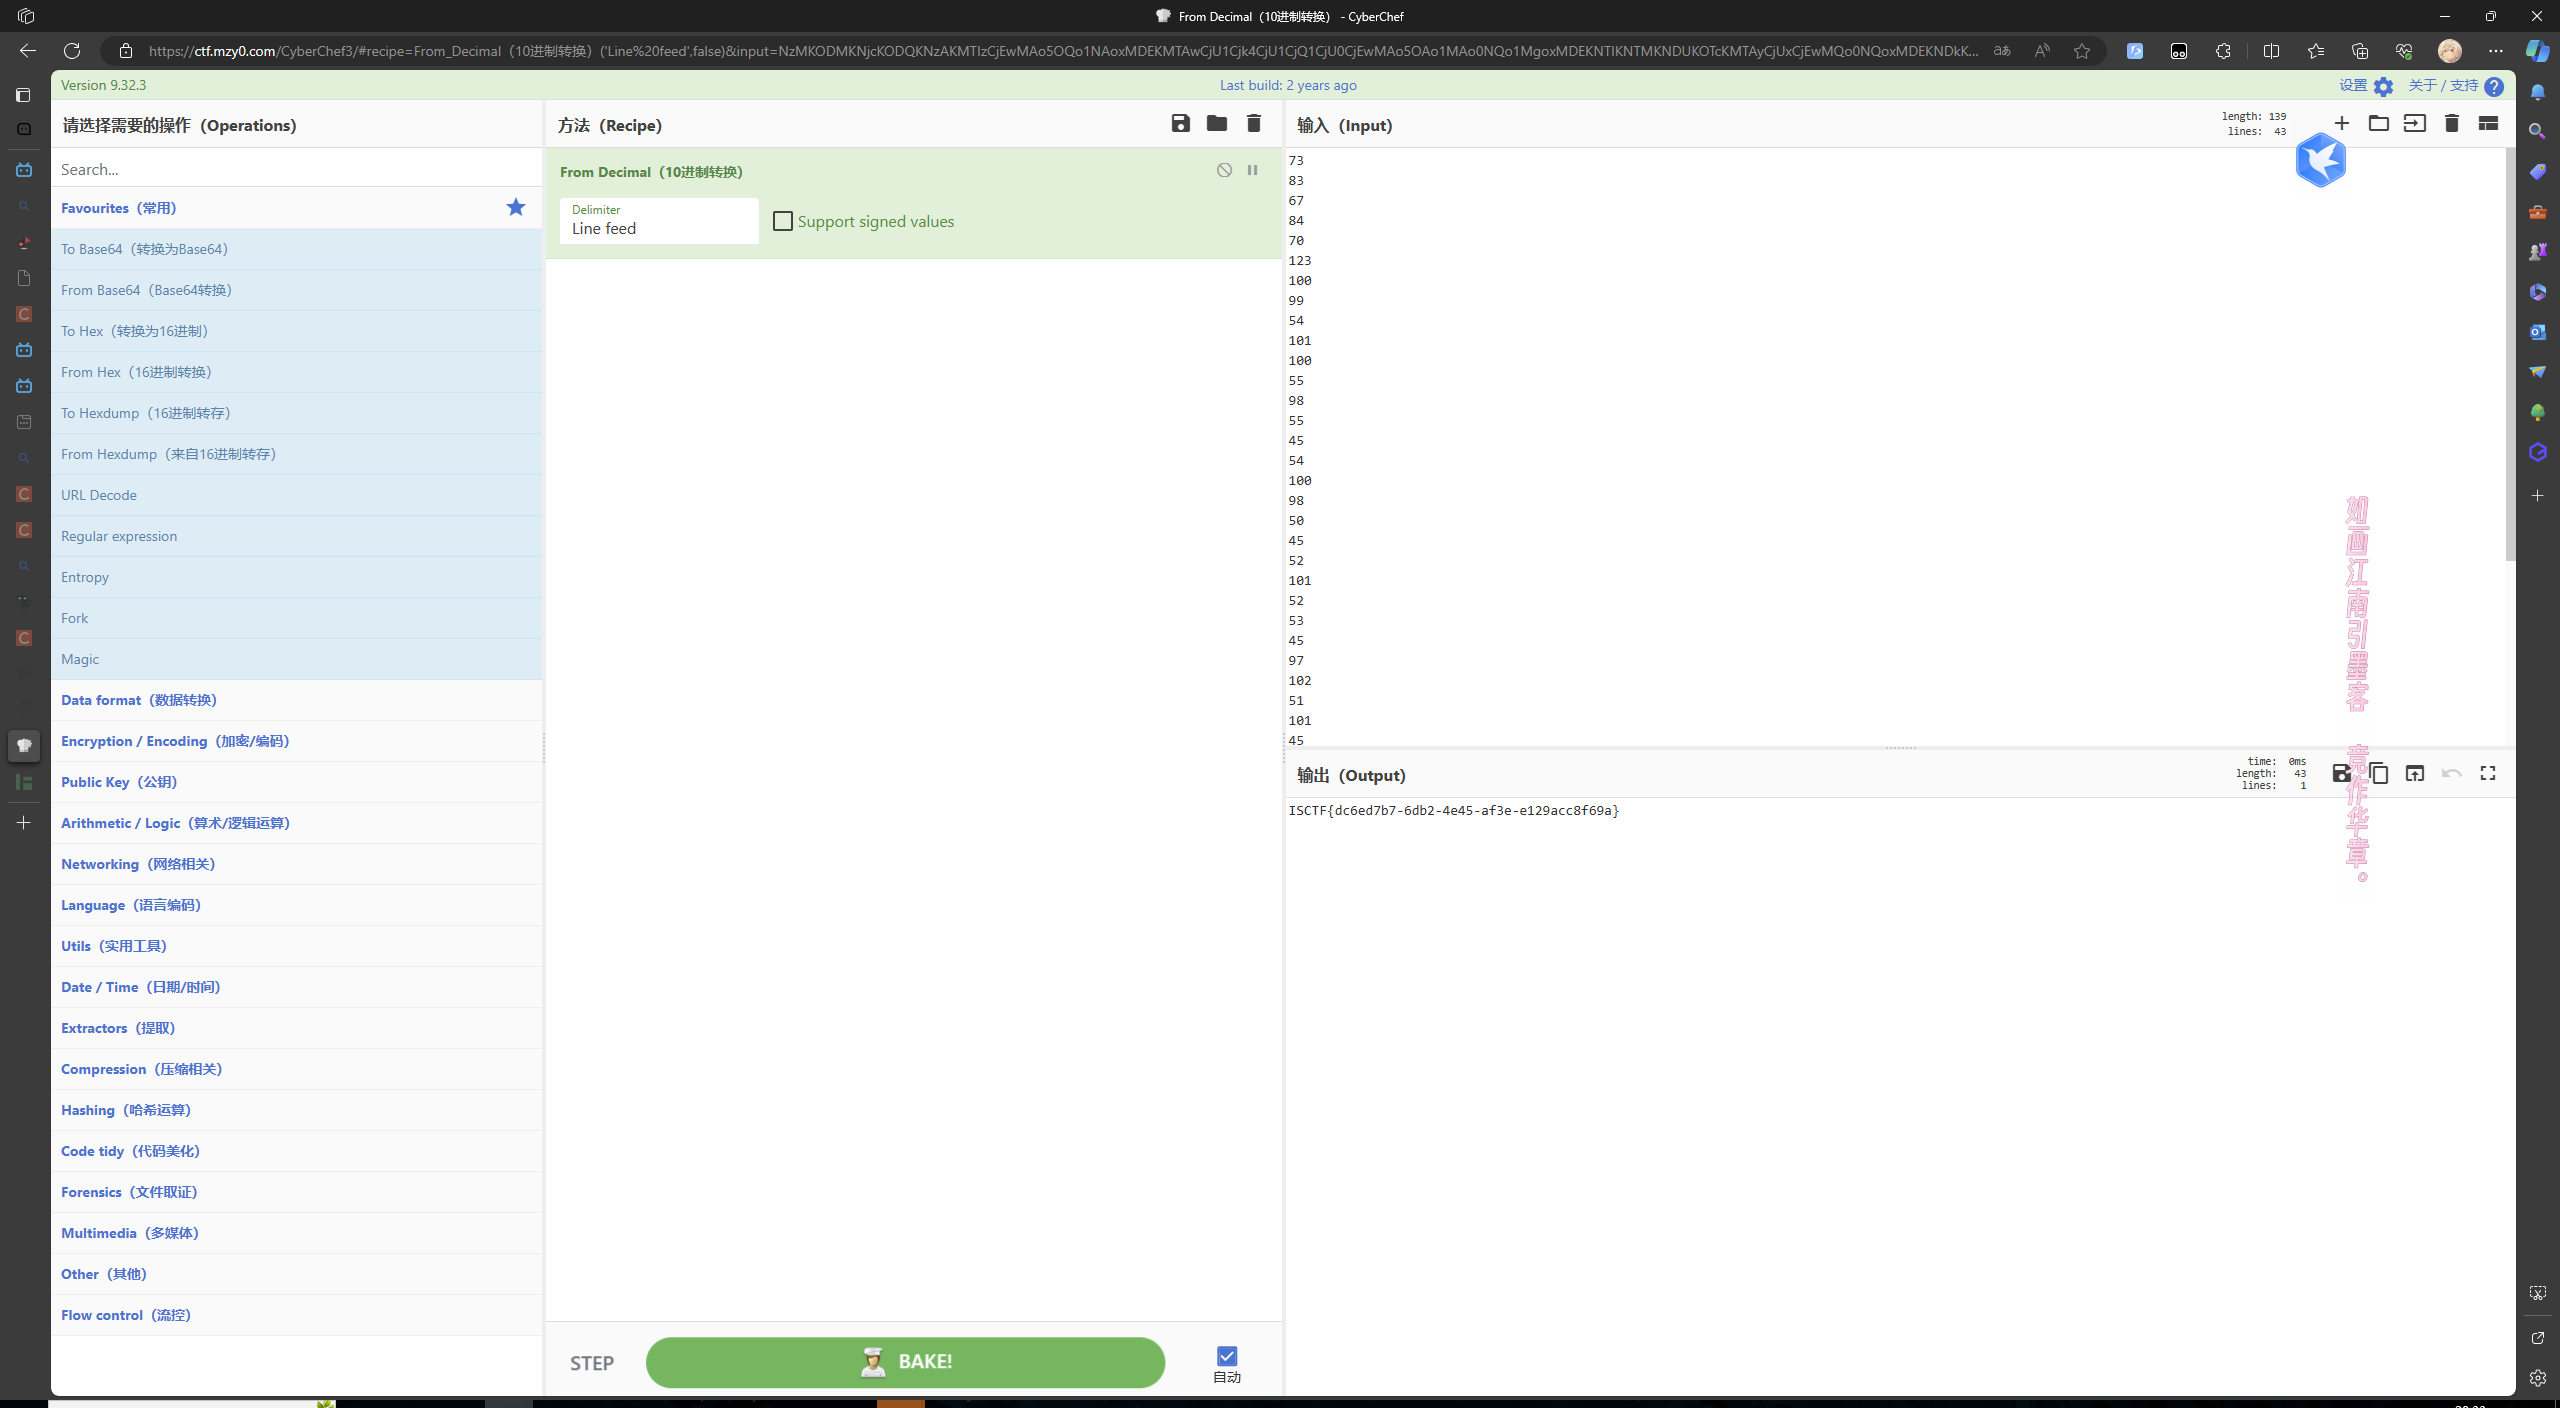 From Decimal（10进制转换） - CyberChef
https://ctf.mzy0.com/CyberChef3/#recipe=From_Decimal（10进制转换）('Line%20feed',false)&input=NzMKODMKNjcKODQKNzAKMTIzCjEwMAo5OQo1NAoxMDEKMTAwCjU1Cjk4CjU1CjQ1CjU0CjEwMAo5OAo1MAo0NQo1MgoxMDEKNTIKNTMKNDUKOTcKMTAyCjUxCjEwMQo0NQoxMDEKNDkK...
Version 9.32.3
Last build: 2 years ago
设置
关于 / 支持
请选择需要的操作（Operations）
Search...
Favourites（常用）
To Base64（转换为Base64）
From Base64（Base64转换）
To Hex（转换为16进制）
From Hex（16进制转换）
To Hexdump（16进制转存）
From Hexdump（来自16进制转存）
URL Decode
Regular expression
Entropy
Fork
Magic
Data format（数据转换）
Encryption / Encoding（加密/编码）
Public Key（公钥）
Arithmetic / Logic（算术/逻辑运算）
Networking（网络相关）
Language（语言编码）
Utils（实用工具）
Date / Time（日期/时间）
Extractors（提取）
Compression（压缩相关）
Hashing（哈希运算）
Code tidy（代码美化）
Forensics（文件取证）
Multimedia（多媒体）
Other（其他）
Flow control（流控）
方法（Recipe）
From Decimal（10进制转换）
Delimiter
Line feed
Support signed values
STEP
BAKE!
自动
输入（Input）
length: 139
lines: 43
73
83
67
84
70
123
100
99
54
101
100
55
98
55
45
54
100
98
50
45
52
101
52
53
45
97
102
51
101
45
输出（Output）
time: 0ms
length: 43
lines: 1
ISCTF{dc6ed7b7-6db2-4e45-af3e-e129acc8f69a}
如画江南引墨客 竞作华章。